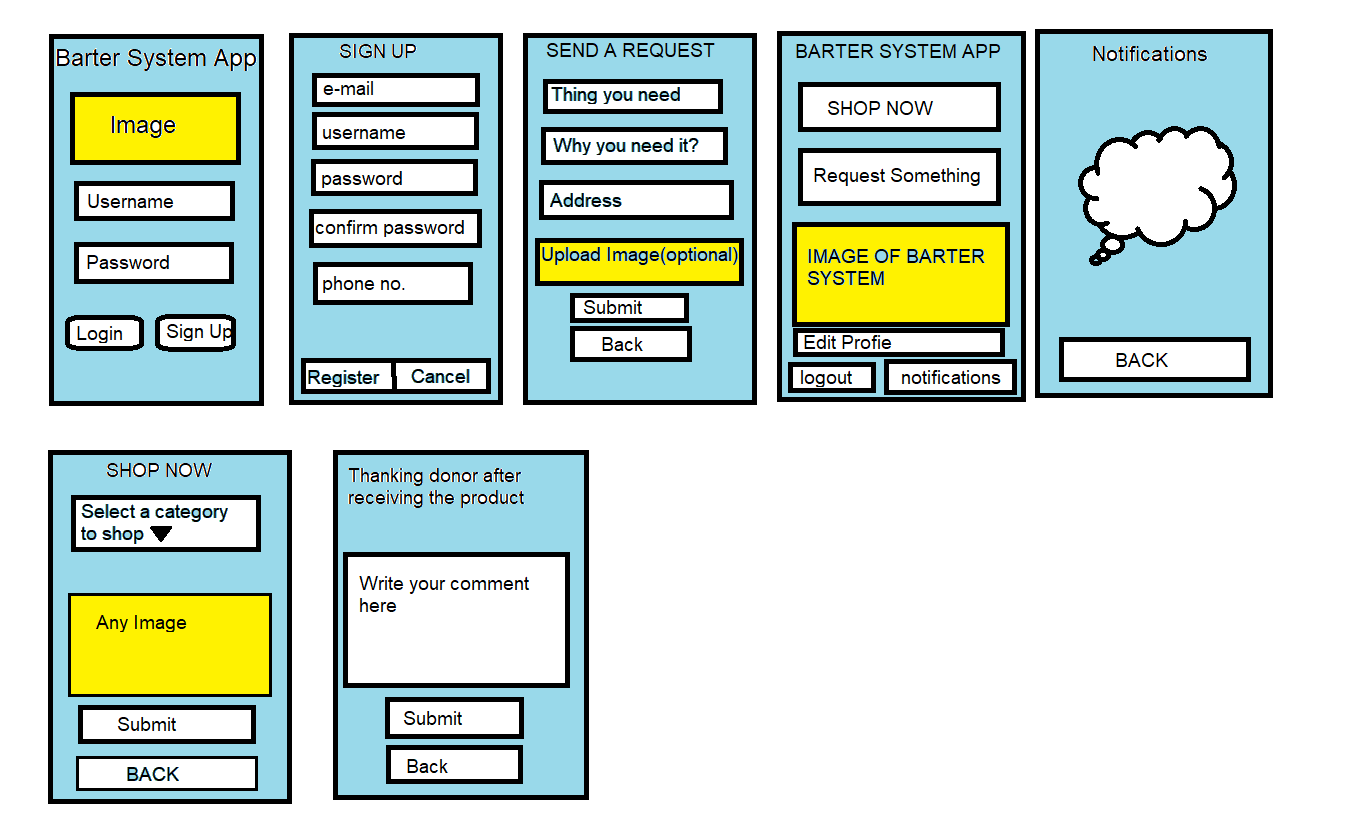 Barter System App
Image
Username
Password
Login
Sign Up
SIGN UP
e-mail
username
password
confirm password
phone no.
Register
Cancel
SEND A REQUEST
Thing you need
Why you need it?
Address
Upload Image(optional)
Submit
Back
BARTER SYSTEM APP
SHOP NOW
Request Something
IMAGE OF BARTER
SYSTEM
Edit Profie
logout
notifications
Notifications
BACK
SHOP NOW
Select a category
to shop
Any Image
Submit
BACK
Thanking donor after
receiving the product
Write your comment
here
Submit
Back